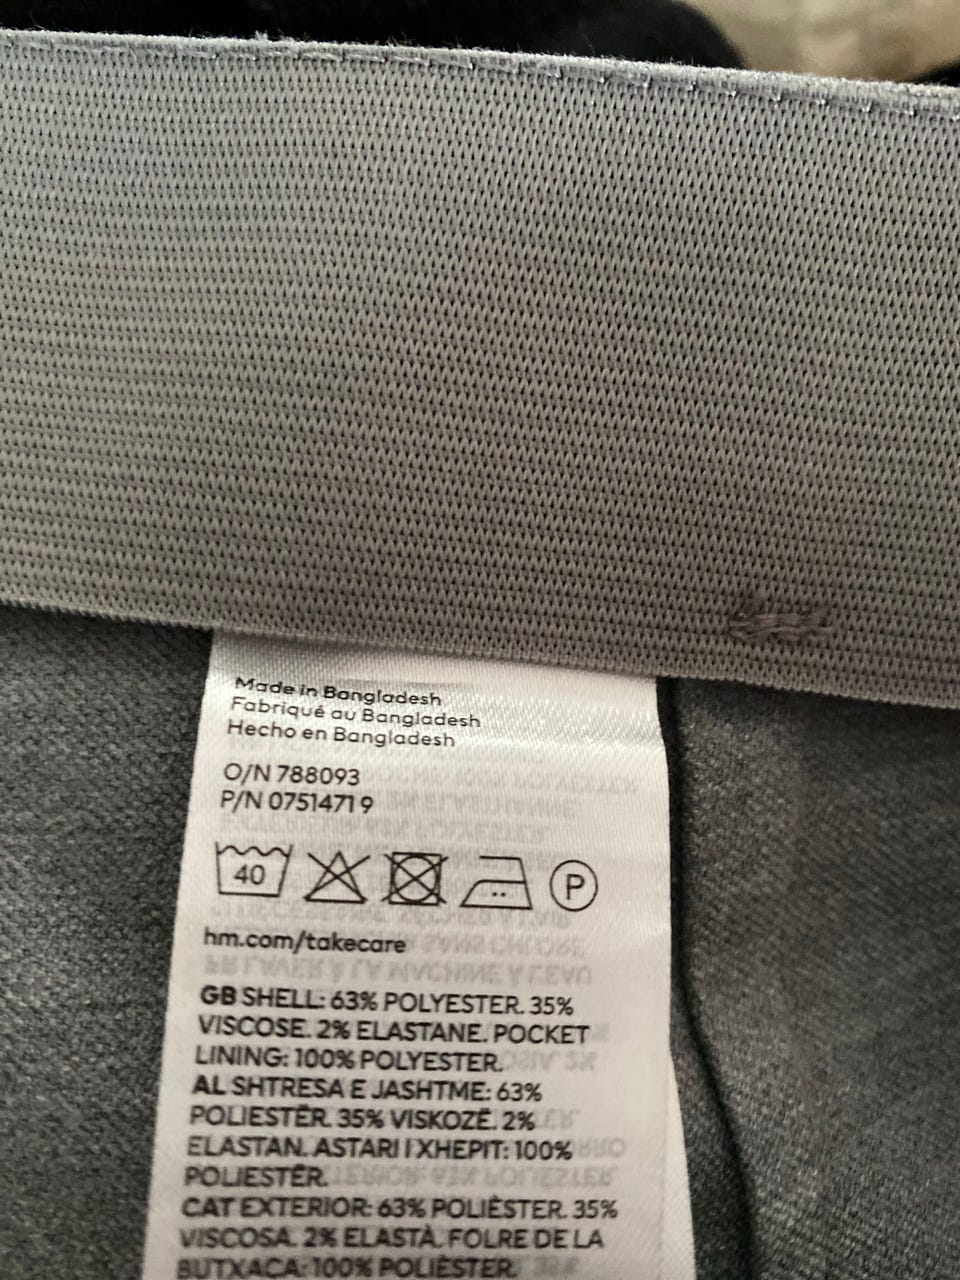 Made in Bangladesh
Fabriqué au Bangladesh
Hecho en Bangladesh
O/N 788093
P/N 07514719
40 P
hm.com/takecare
GB SHELL: 63% POLYESTER. 35%
VISCOSE. 2% ELASTANE. POCKET
LINING: 100% POLYESTER.
AL SHTRESA E JASHTME: 63%
POLIESTËR. 35% VISKOZË. 2%
ELASTAN. ASTARI I XHEPIT: 100%
POLIESTËR.
CAT EXTERIOR: 63% POLIÈSTER. 35%
VISCOSA. 2% ELASTÀ. FOLRE DE LA
BUTXACA: 100% POLIÈSTER.